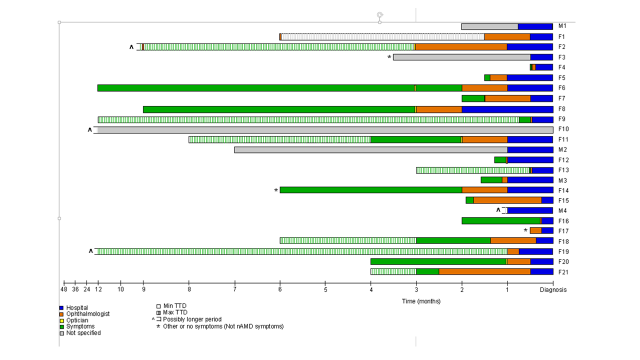 M1
F1
^ F2
* F3
F4
F5
F6
F7
F8
F9
^ F10
F11
M2
F12
F13
M3
* F14
F15
^ M4
F16
* F17
F18
^ F19
F20
F21
48 36 24 12 10 9 8 7 6 5 4 3 2 1 Diagnosis
Time (months)
Hospital
Ophthalmologist
Optician
Symptoms
Not specified
Min TTD
Max TTD
^ Possibly longer period
* Other or no symptoms (Not nAMD symptoms)